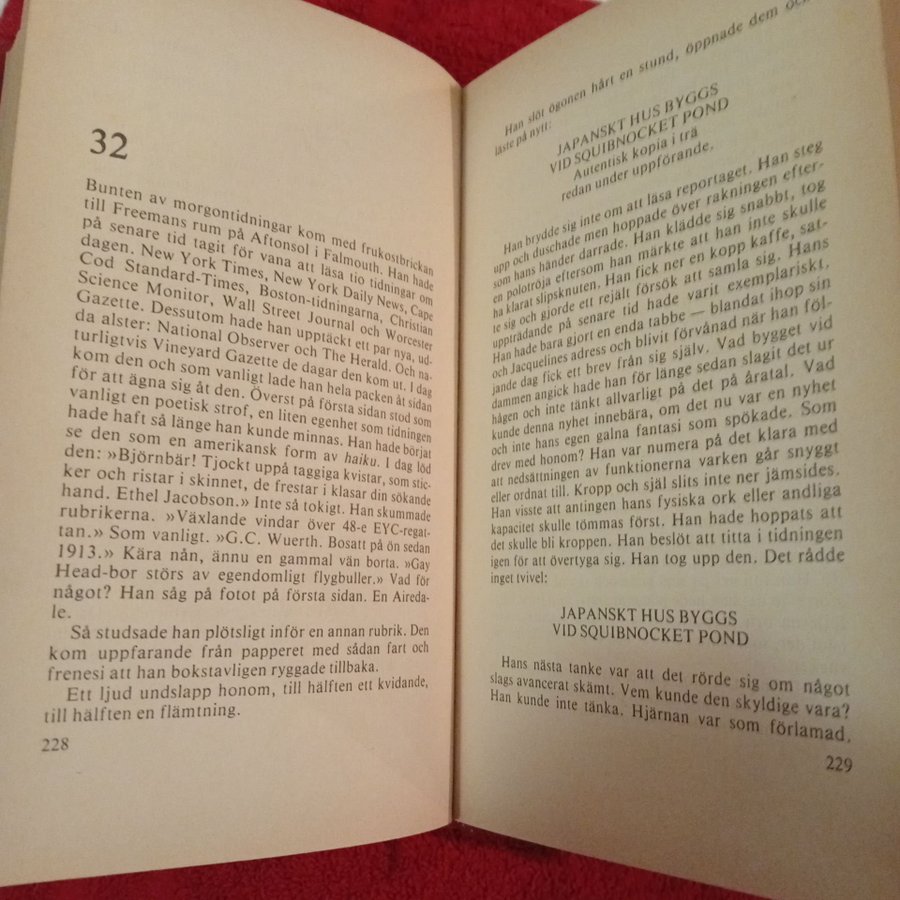 32
Bunten av morgontidningar kom med frukostbrickan
till Freemans rum på Aftonsol i Falmouth. Han hade
på senare tid tagit för vana att läsa tio tidningar om
dagen. New York Times, New York Daily News, Cape
Cod Standard-Times, Boston-tidningarna, Christian
Science Monitor, Wall Street Journal och Worcester
Gazette. Dessutom hade han upptäckt ett par nya, ud-
da alster: National Observer och The Herald. Och na-
turligtvis Vineyard Gazette de dagar den kom ut. I dag
kom den och som vanligt lade han hela packen åt sidan
för att ägna sig åt den. Överst på första sidan stod som
vanligt en poetisk strof, en liten egenhet som tidningen
hade haft så länge han kunde minnas. Han hade börjat
se den som en amerikansk form av haiku. I dag löd
den: »Björnbär! Tjockt uppå taggiga kvistar, som stic-
ker och ristar i skinnet, de frestar i klasar din sökande
hand. Ethel Jacobson.» Inte så tokigt. Han skummade
rubrikerna. »Växlande vindar över 48-e EYC-regat-
tan.» Som vanligt. »G.C. Wuerth. Bosatt på ön sedan
1913.» Kära nån, ännu en gammal vän borta. »Gay
Head-bor störs av egendomligt flygbuller.» Vad för
något? Han såg på fotot på första sidan. En Aireda-
le.
Så studsade han plötsligt inför en annan rubrik. Den
kom uppfarande från papperet med sådan fart och
frenesi att han bokstavligen ryggade tillbaka.
Ett ljud undslapp honom, till hälften ett kvidande,
till hälften en flämtning.
228
Han slöt ögonen hårt en stund, öppnade dem och
läste på nytt:
JAPANSKT HUS BYGGS
VID SQUIBNOCKET POND
Autentisk kopia i trä
redan under uppförande.
Han brydde sig inte om att läsa reportaget. Han steg
upp och duschade men hoppade över rakningen efter-
som hans händer darrade. Han klädde sig snabbt, tog
en polotröja eftersom han märkte att han inte skulle
ha klarat slipsknuten. Han fick ner en kopp kaffe, sat-
te sig och gjorde ett rejält försök att samla sig. Hans
uppträdande på senare tid hade varit exemplariskt.
Han hade bara gjort en enda tabbe — blandat ihop sin
och Jacquelines adress och blivit förvånad när han föl-
jande dag fick ett brev från sig själv. Vad bygget vid
dammen angick hade han för länge sedan slagit det ur
hågen och inte tänkt allvarligt på det på åratal. Vad
kunde denna nyhet innebära, om det nu var en nyhet
och inte hans egen galna fantasi som spökade. Som
drev med honom? Han var numera på det klara med
att nedsättningen av funktionerna varken går snyggt
eller ordnat till. Kropp och själ slits inte ner jämsides.
Han visste att antingen hans fysiska ork eller andliga
kapacitet skulle tömmas först. Han hade hoppats att
det skulle bli kroppen. Han beslöt att titta i tidningen
igen för att övertyga sig. Han tog upp den. Det rådde
inget tvivel:
JAPANSKT HUS BYGGS
VID SQUIBNOCKET POND
Hans nästa tanke var att det rörde sig om något
slags avancerat skämt. Vem kunde den skyldige vara?
Han kunde inte tänka. Hjärnan var som förlamad.
229